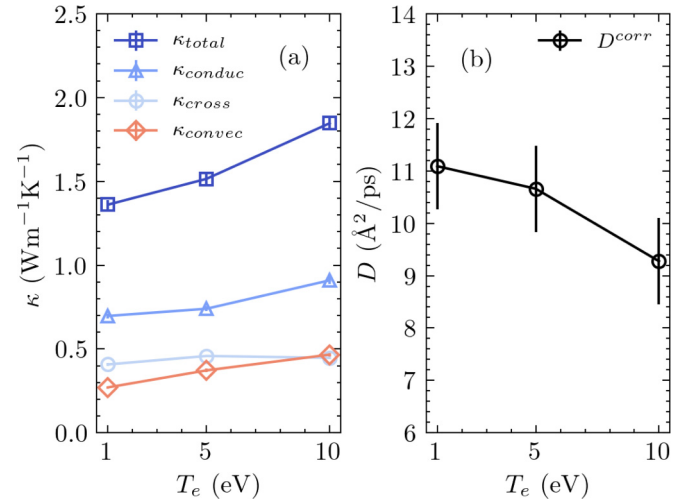 κ_total
κ_conduc
κ_cross
κ_convec
(a)
2.5
2.0
1.5
1.0
0.5
0.0
κ (Wm⁻¹K⁻¹)
1 5 10
T_e (eV)
D^corr
(b)
14
13
12
11
10
9
8
7
6
D (Å²/ps)
1 5 10
T_e (eV)